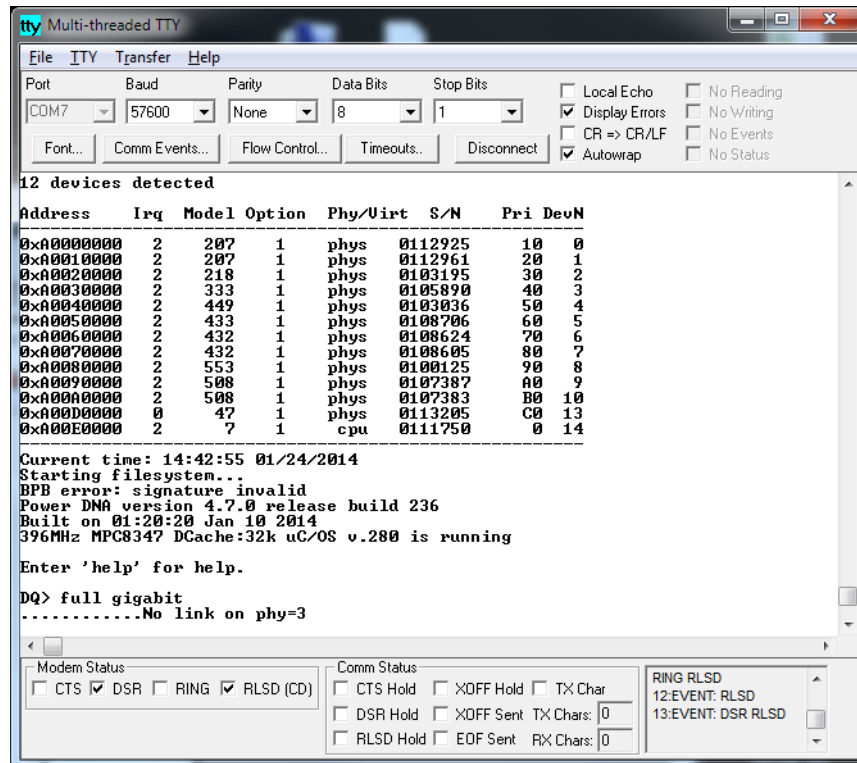 tty Multi-threaded TTY
File TTY Transfer Help
Port Baud Parity Data Bits Stop Bits
COM7 57600 None 8 1
Local Echo No Reading
Display Errors No Writing
CR => CR/LF No Events
Autowrap No Status
Font... Comm Events... Flow Control... Timeouts.. Disconnect
12 devices detected
Address Irq Model Option Phy/Virt S/N Pri DevN
0xA0000000 2 207 1 phys 0112925 10 0
0xA0010000 2 207 1 phys 0112961 20 1
0xA0020000 2 218 1 phys 0103195 30 2
0xA0030000 2 333 1 phys 0105890 40 3
0xA0040000 2 449 1 phys 0103036 50 4
0xA0050000 2 433 1 phys 0108706 60 5
0xA0060000 2 432 1 phys 0108624 70 6
0xA0070000 2 432 1 phys 0108605 80 7
0xA0080000 2 553 1 phys 0100125 90 8
0xA0090000 2 508 1 phys 0107387 A0 9
0xA00A0000 2 508 1 phys 0107383 B0 10
0xA00D0000 0 47 1 phys 0113205 C0 13
0xA00E0000 2 7 1 cpu 0111750 0 14
Current time: 14:42:55 01/24/2014
Starting filesystem...
BPB error: signature invalid
Power DNA version 4.7.0 release build 236
Built on 01:20:20 Jan 10 2014
396MHz MPC8347 DCache:32k uC/OS v.280 is running
Enter 'help' for help.
DQ> full gigabit
............No link on phy=3
Modem Status
CTS DSR RING RLSD (CD)
Comm Status
CTS Hold XOFF Hold TX Char
DSR Hold XOFF Sent TX Chars: 0
RLSD Hold EOF Sent RX Chars: 0
RING RLSD
12:EVENT: RLSD
13:EVENT: DSR RLSD